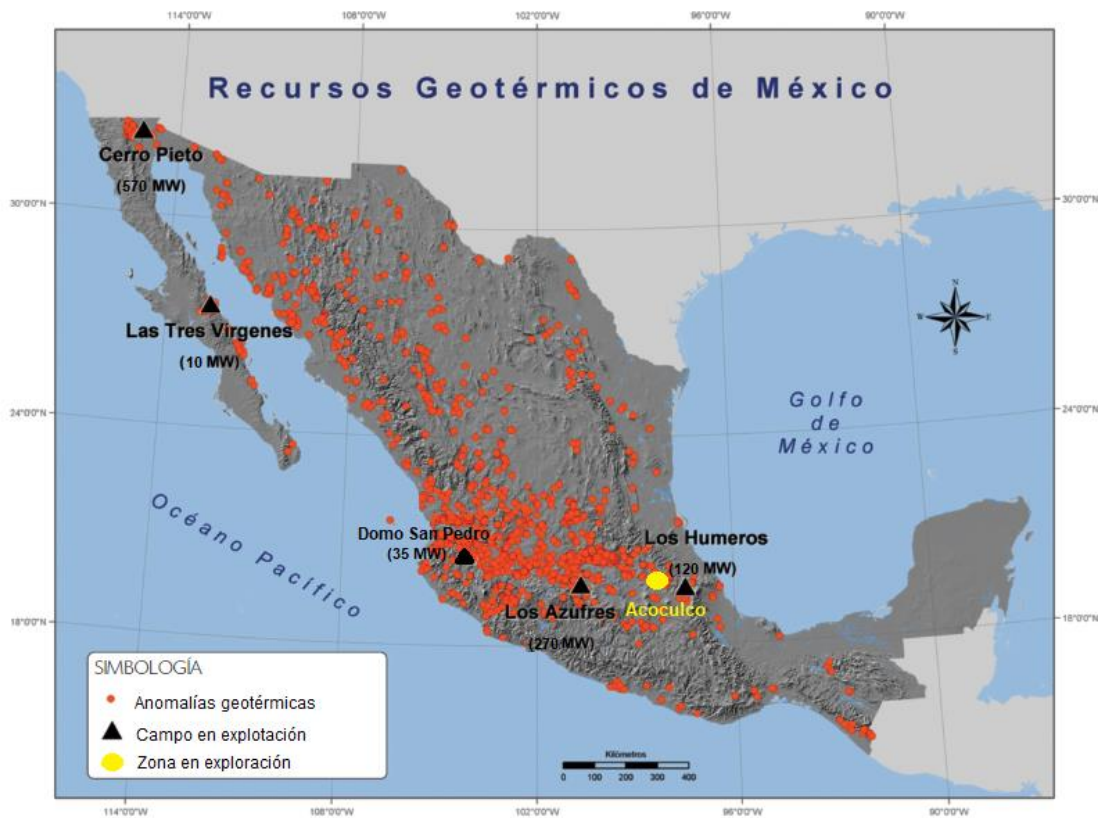 114°0'0"W 108°0'0"W 102°0'0"W 96°0'0"W 90°0'0"W
Recursos Geotérmicos de México
Cerro Pieto
(570 MW)
30°0'0"N 30°0'0"N
N
W E
S
Las Tres Virgenes
(10 MW)
24°0'0"N 24°0'0"N
Golfo
de
México
Océano Pacífico
Domo San Pedro
(35 MW)
Los Humeros
(120 MW)
Los Azufres
(270 MW)
Acoculco
18°0'0"N 18°0'0"N
SIMBOLOGÍA
Anomalías geotérmicas
Campo en explotación
Zona en exploración
Kilómetros
0 100 200 300 400
114°0'0"W 108°0'0"W 102°0'0"W 96°0'0"W 90°0'0"W